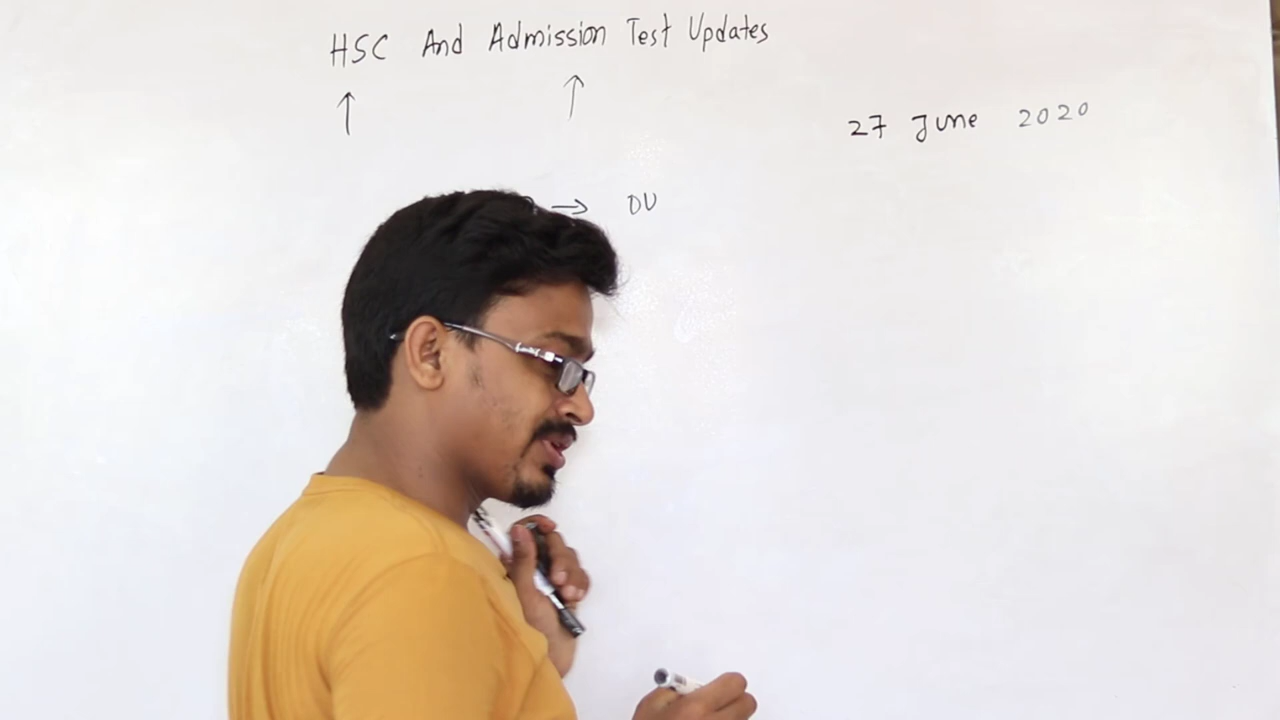 HSC And Admission Test Updates
27 June 2020
→ DU